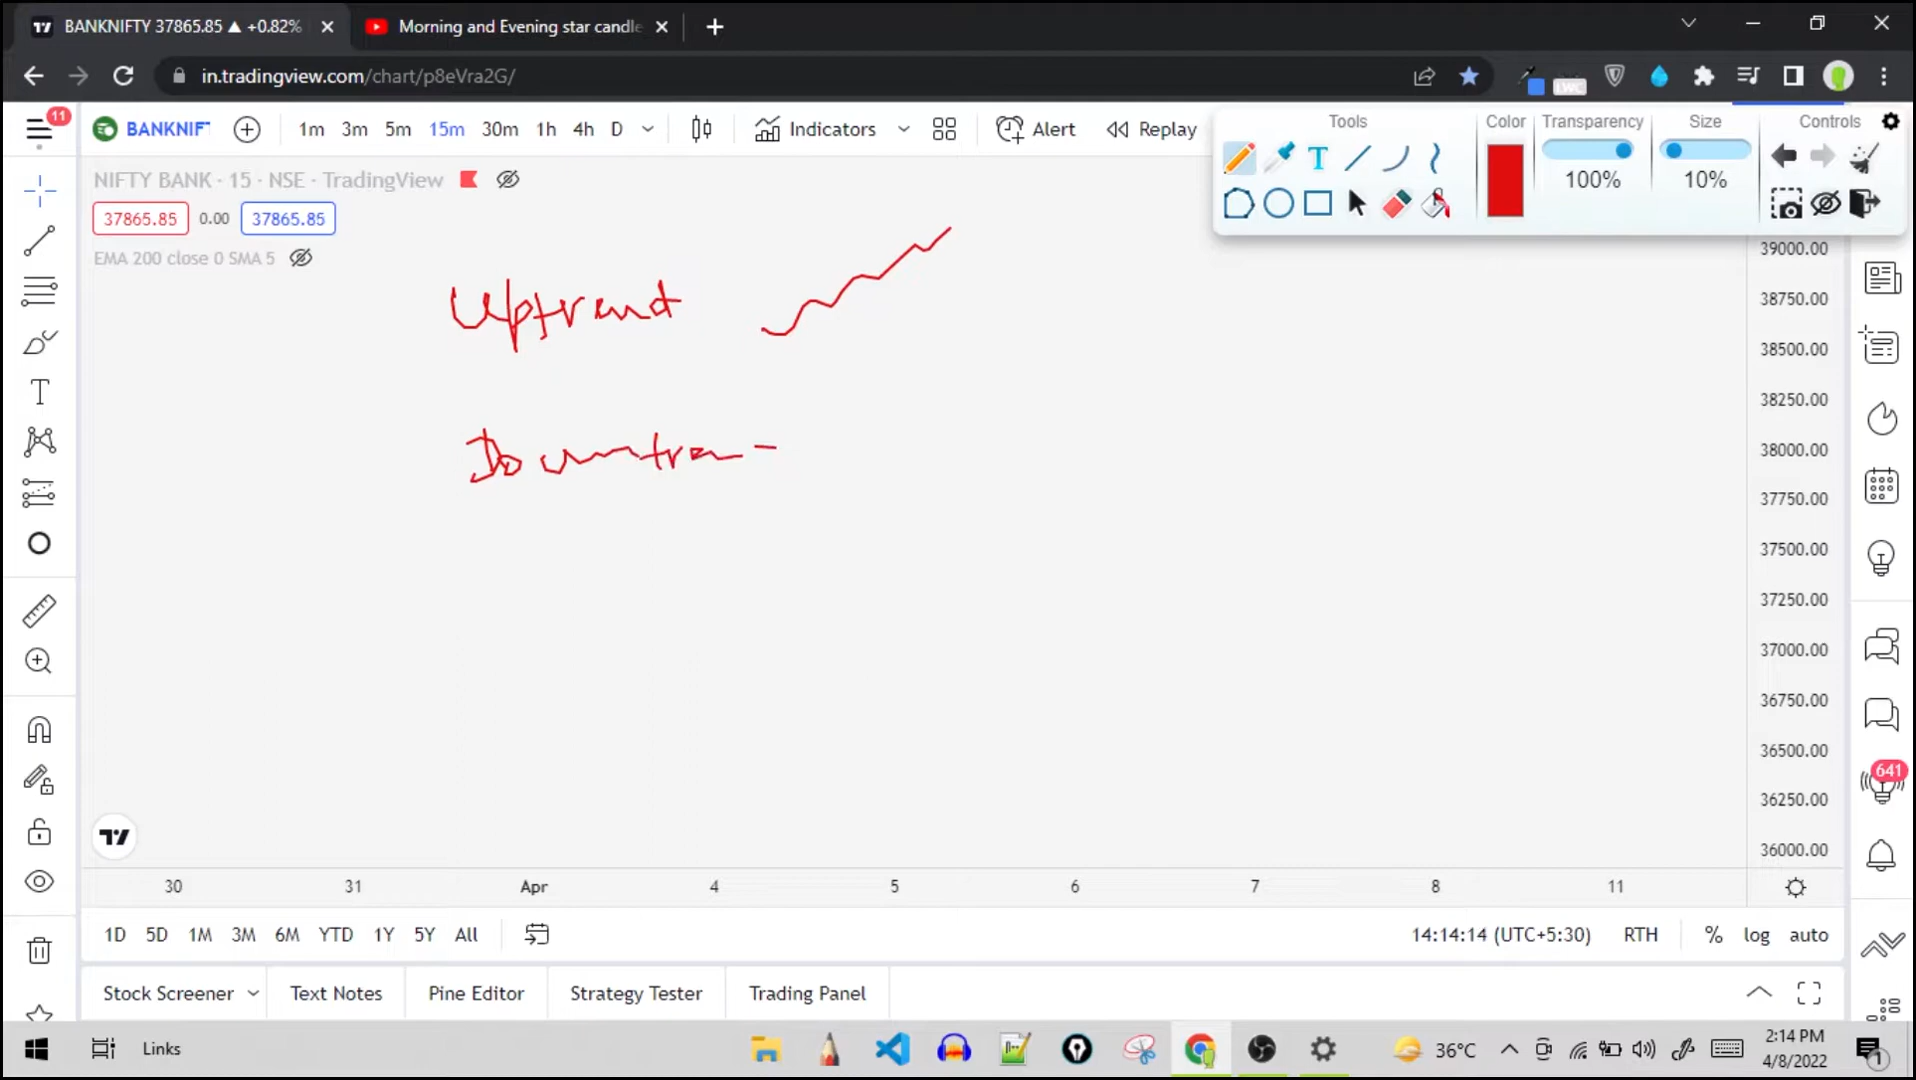 BANKNIFTY 37865.85 ▲ +0.82%
Morning and Evening star candle
in.tradingview.com/chart/p8eVra2G/
11
BANKNIF
1m 3m 5m 15m 30m 1h 4h D
Indicators
Alert
Replay
Tools
Color
Transparency
Size
Controls
T
100%
10%
NIFTY BANK · 15 · NSE · TradingView
37865.85 0.00 37865.85
EMA 200 close 0 SMA 5
Uptrend
39000.00
38750.00
38500.00
38250.00
38000.00
37750.00
37500.00
37250.00
37000.00
36750.00
36500.00
641
36250.00
36000.00
30 31 Apr 4 5 6 7 8 11
1D 5D 1M 3M 6M YTD 1Y 5Y All
14:14:14 (UTC+5:30) RTH % log auto
Stock Screener Text Notes Pine Editor Strategy Tester Trading Panel
Links
36°C
2:14 PM
4/8/2022
1